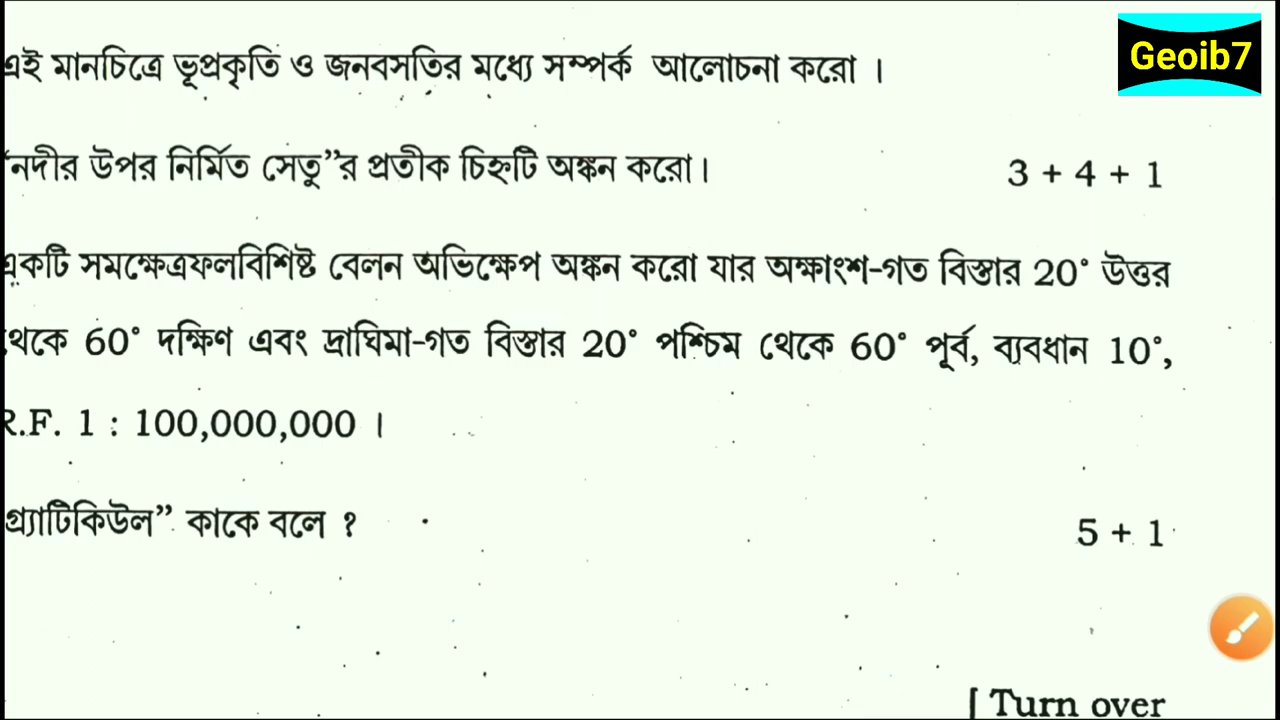 Geoib7
এই মানচিত্রে ভূপ্রকৃতি ও জনবসতির মধ্যে সম্পর্ক আলোচনা করো ।
“নদীর উপর নির্মিত সেতু”র প্রতীক চিহ্নটি অঙ্কন করো। 3 + 4 + 1
একটি সমক্ষেত্রফলবিশিষ্ট বেলন অভিক্ষেপ অঙ্কন করো যার অক্ষাংশ-গত বিস্তার 20° উত্তর
থেকে 60° দক্ষিণ এবং দ্রাঘিমা-গত বিস্তার 20° পশ্চিম থেকে 60° পূর্ব, ব্যবধান 10°,
R.F. 1 : 100,000,000 ।
গ্র্যাটিকিউল” কাকে বলে ? 5 + 1
[ Turn over